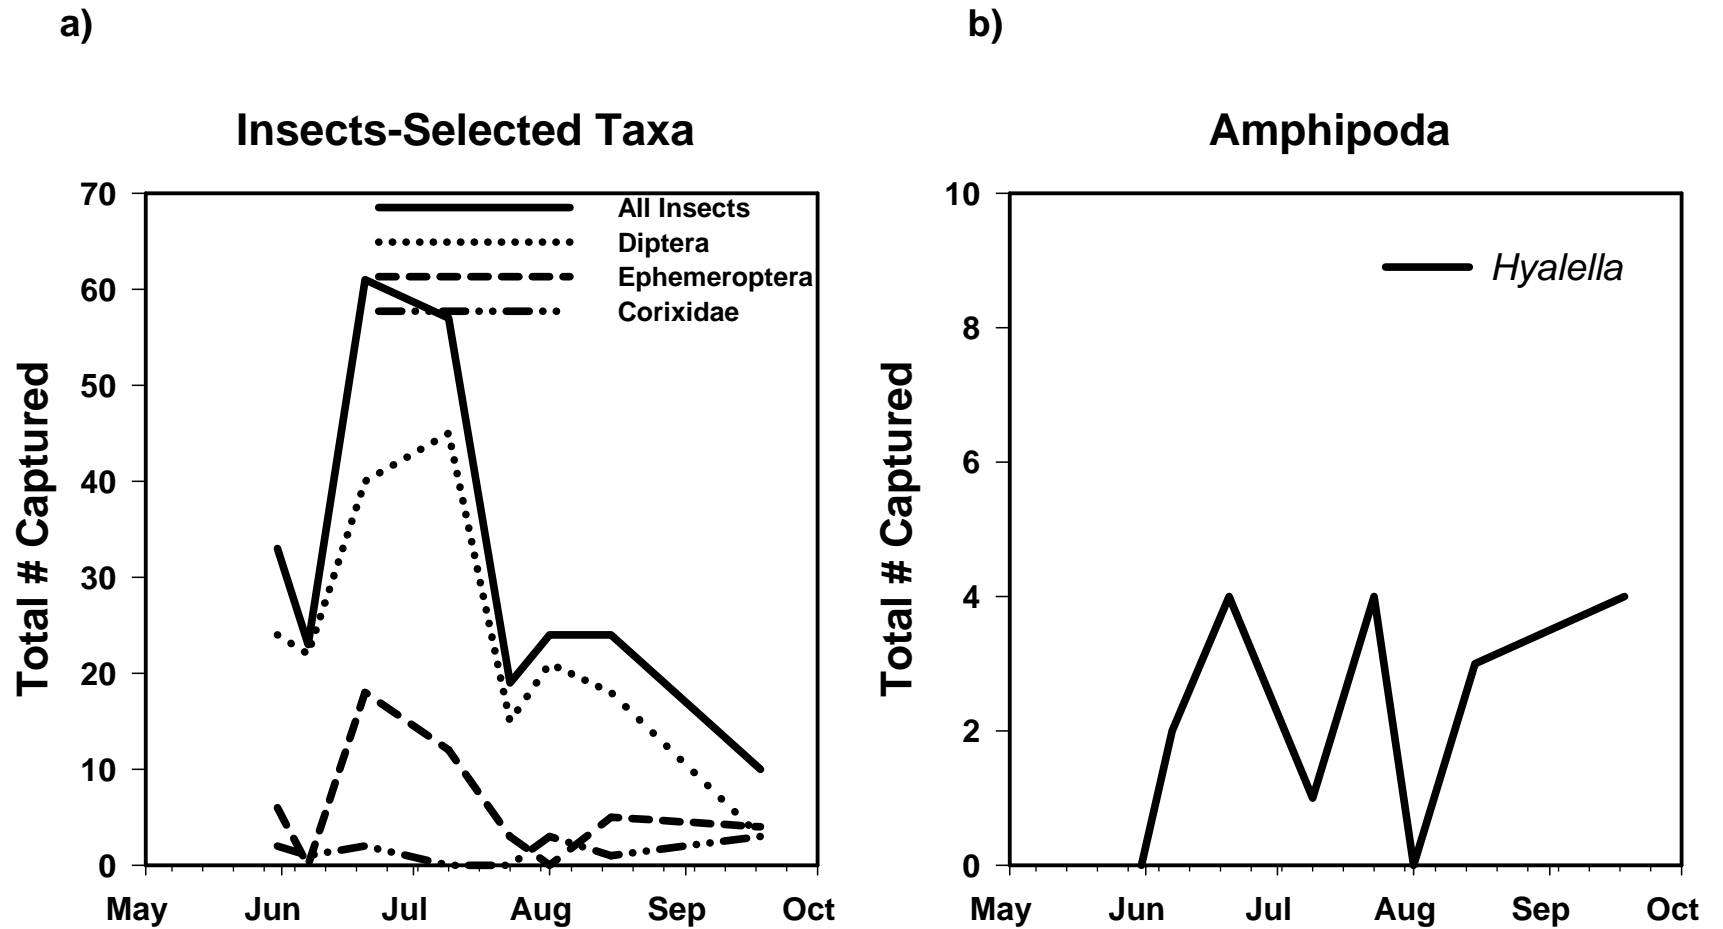 a)
Insects-Selected Taxa
Total # Captured
70
60
50
40
30
20
10
0
All Insects
Diptera
Ephemeroptera
Corixidae
May Jun Jul Aug Sep Oct
b)
Amphipoda
Total # Captured
10
8
6
4
2
0
Hyalella
May Jun Jul Aug Sep Oct